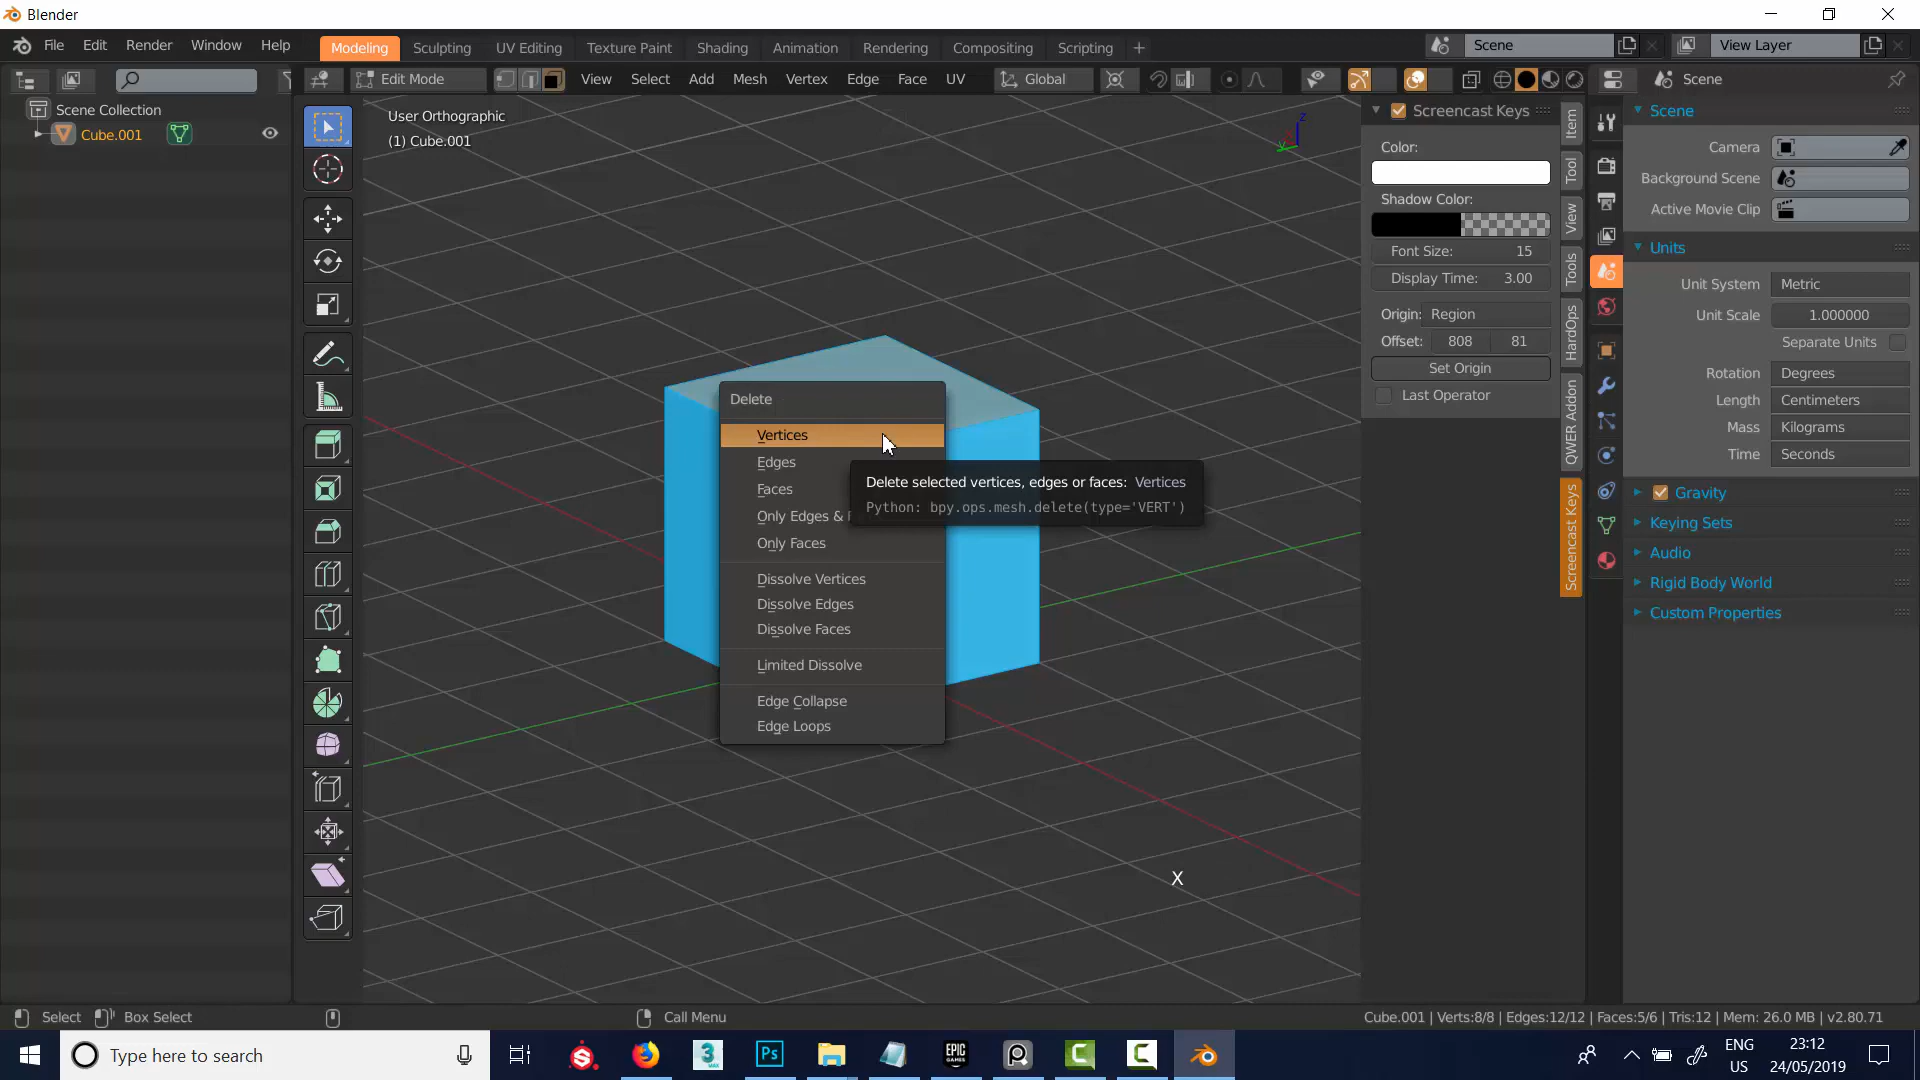 Blender
File Edit Render Window Help
Modeling Sculpting UV Editing Texture Paint Shading Animation Rendering Compositing Scripting +
Scene
View Layer
Edit Mode
View Select Add Mesh Vertex Edge Face UV
Global
Scene
Scene Collection
Cube.001
User Orthographic
(1) Cube.001
Z
Y
Delete
Vertices
Edges
Faces
Only Edges &
Only Faces
Dissolve Vertices
Dissolve Edges
Dissolve Faces
Limited Dissolve
Edge Collapse
Edge Loops
Delete selected vertices, edges or faces: Vertices
Python: bpy.ops.mesh.delete(type='VERT')
X
Screencast Keys
Color:
Shadow Color:
Font Size: 15
Display Time: 3.00
Origin: Region
Offset: 808 81
Set Origin
Last Operator
Item
Tool
View
Tools
HardOps
QWER Addon
Screencast Keys
Scene
Camera
Background Scene
Active Movie Clip
Units
Unit System Metric
Unit Scale 1.000000
Separate Units
Rotation Degrees
Length Centimeters
Mass Kilograms
Time Seconds
Gravity
Keying Sets
Audio
Rigid Body World
Custom Properties
Select Box Select Call Menu
Cube.001 | Verts:8/8 | Edges:12/12 | Faces:5/6 | Tris:12 | Mem: 26.0 MB | v2.80.71
Type here to search
S
3
Ps
EPIC
GAMES
ENG
US
23:12
24/05/2019